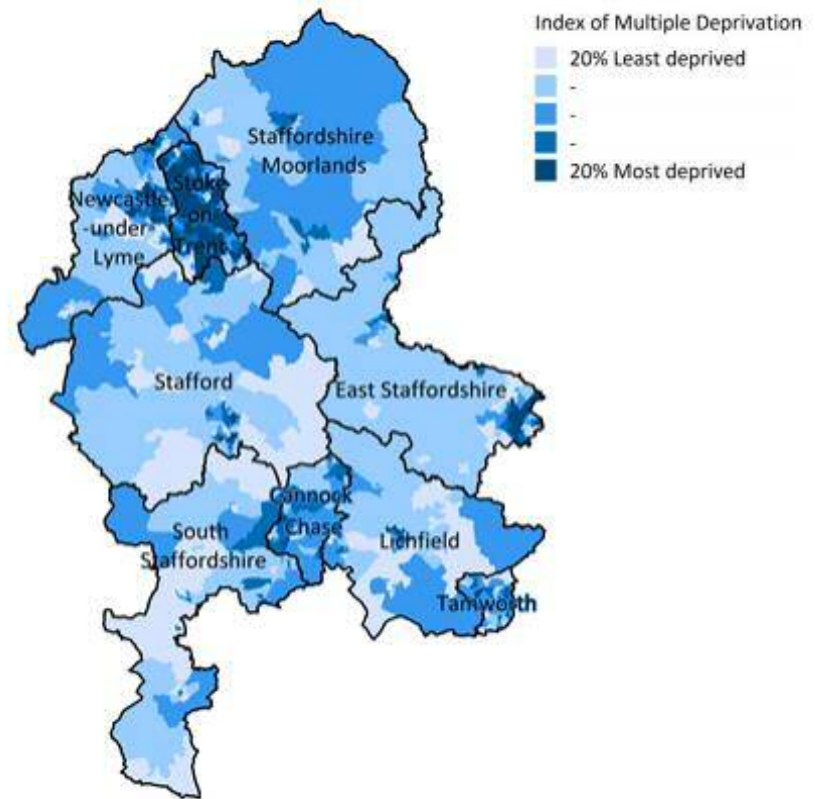 Index of Multiple Deprivation
20% Least deprived
-
-
-
20% Most deprived
Staffordshire
Moorlands
Stoke
-on-
Trent
Newcastle
-under-
Lyme
Stafford
East Staffordshire
Cannock
Chase
South
Staffordshire
Lichfield
Tamworth